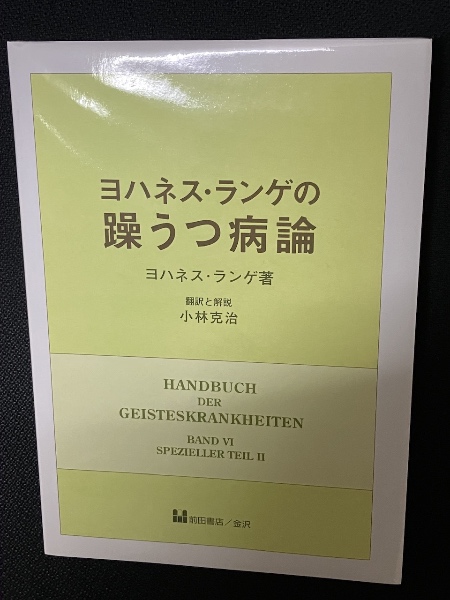 ヨハネス・ランゲの
躁うつ病論
ヨハネス・ランゲ著
翻訳と解説
小林克治
HANDBUCH
DER
GEISTESKRANKHEITEN
BAND VI
SPEZIELLER TEIL II
前田書店/金沢